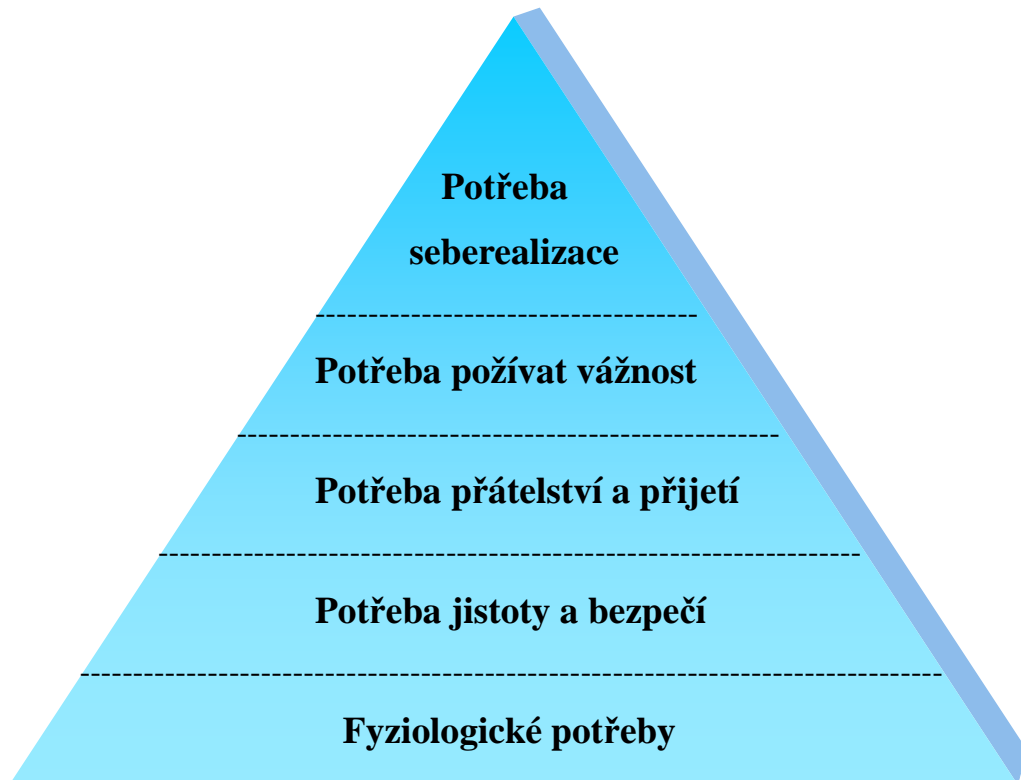 Potřeba
seberealizace
Potřeba požívat vážnost
Potřeba přátelství a přijetí
Potřeba jistoty a bezpečí
Fyziologické potřeby